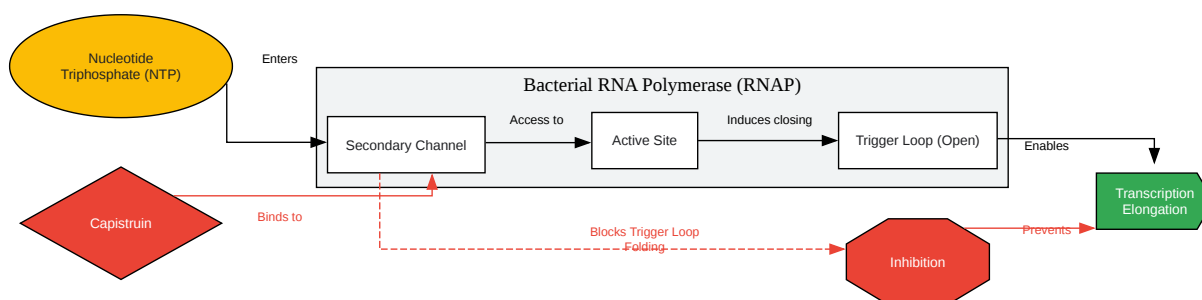 Nucleotide
Triphosphate (NTP)
Enters
Bacterial RNA Polymerase (RNAP)
Secondary Channel
Access to
Active Site
Induces closing
Trigger Loop (Open)
Enables
Transcription
Elongation
Capistruin
Binds to
Blocks Trigger Loop
Folding
Inhibition
Prevents